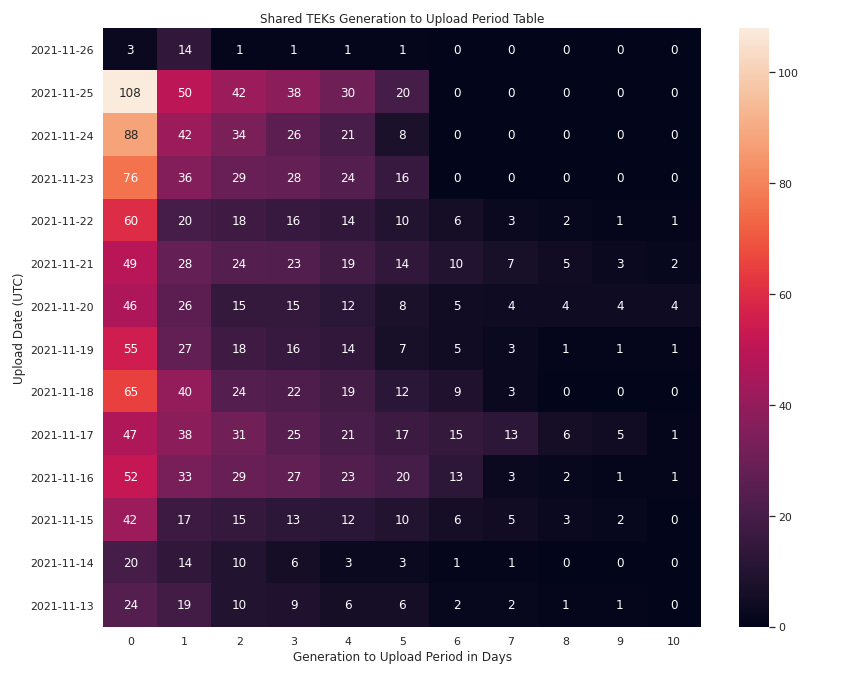 Shared TEKs Generation to Upload Period Table
Upload Date (UTC)
2021-11-26 3 14 1 1 1 1 0 0 0 0 0
2021-11-25 108 50 42 38 30 20 0 0 0 0 0
2021-11-24 88 42 34 26 21 8 0 0 0 0 0
2021-11-23 76 36 29 28 24 16 0 0 0 0 0
2021-11-22 60 20 18 16 14 10 6 3 2 1 1
2021-11-21 49 28 24 23 19 14 10 7 5 3 2
2021-11-20 46 26 15 15 12 8 5 4 4 4 4
2021-11-19 55 27 18 16 14 7 5 3 1 1 1
2021-11-18 65 40 24 22 19 12 9 3 0 0 0
2021-11-17 47 38 31 25 21 17 15 13 6 5 1
2021-11-16 52 33 29 27 23 20 13 3 2 1 1
2021-11-15 42 17 15 13 12 10 6 5 3 2 0
2021-11-14 20 14 10 6 3 3 1 1 0 0 0
2021-11-13 24 19 10 9 6 6 2 2 1 1 0
0 1 2 3 4 5 6 7 8 9 10
Generation to Upload Period in Days
100
80
60
40
20
0